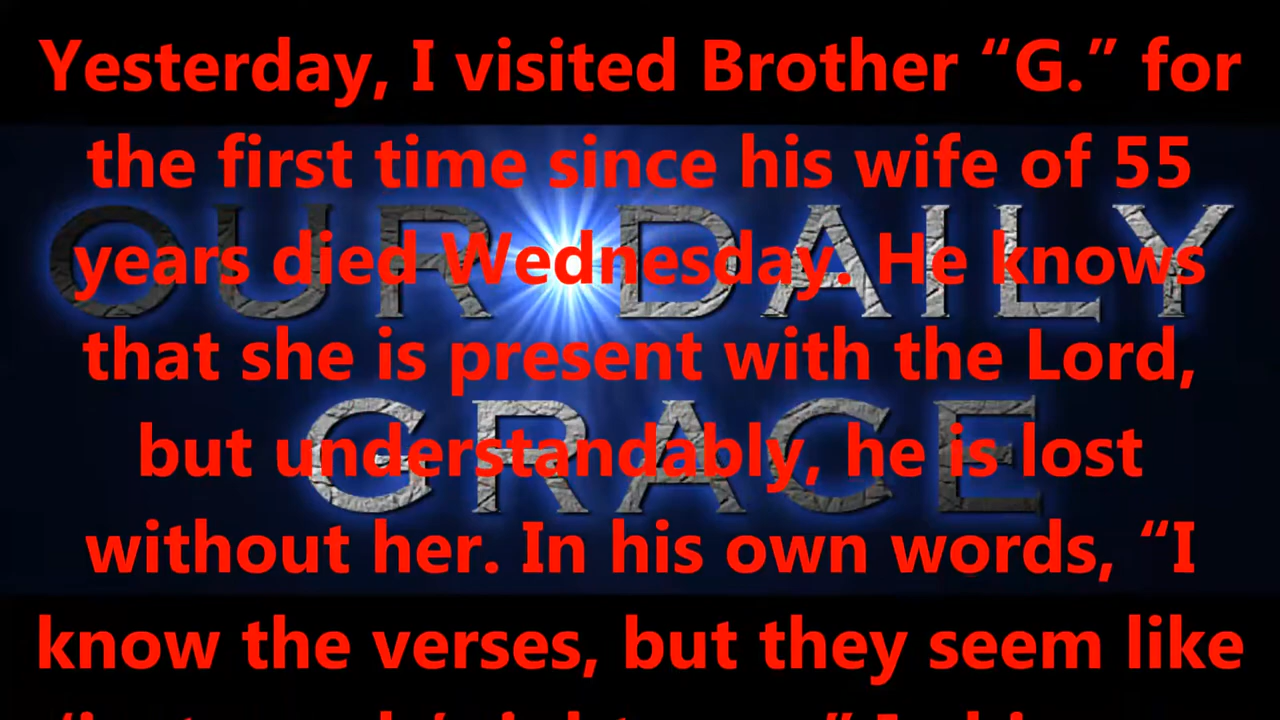 Yesterday, I visited Brother “G.” for
the first time since his wife of 55
years died Wednesday. He knows
that she is present with the Lord,
but understandably, he is lost
without her. In his own words, “I
know the verses, but they seem like
OUR DAILY
GRACE